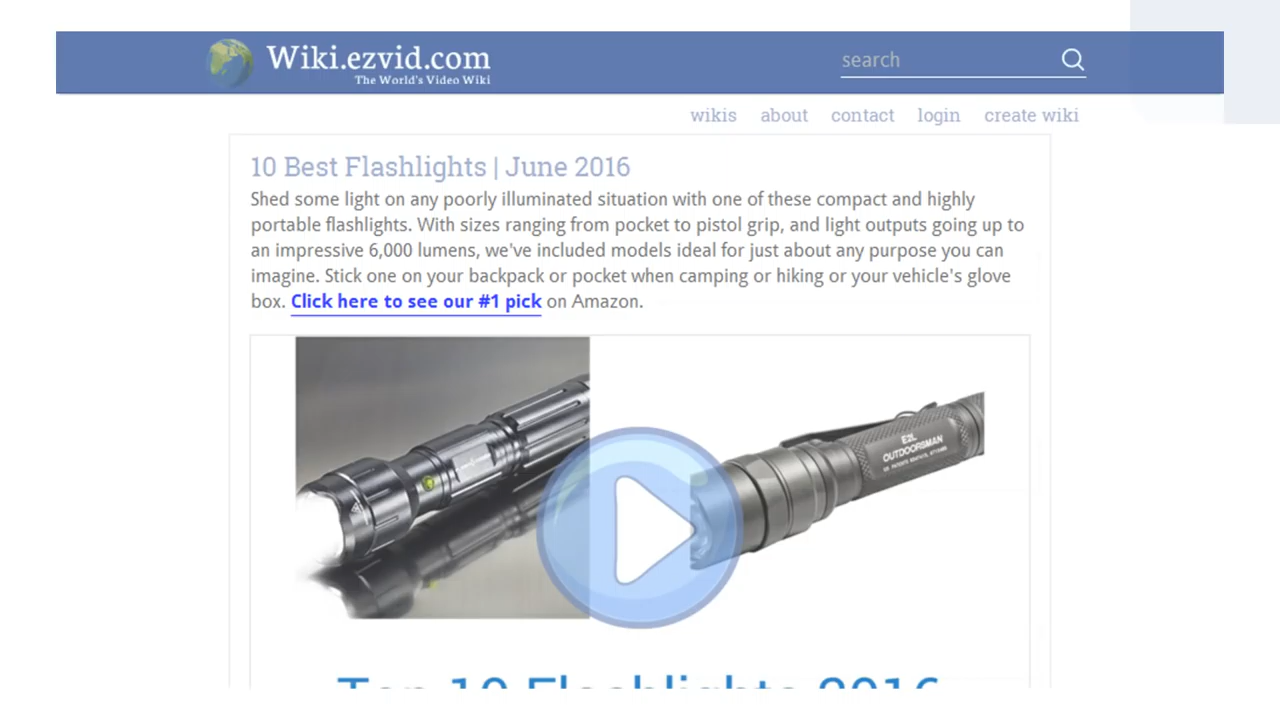 Wiki.ezvid.com
The World's Video Wiki
search
wikis about contact login create wiki
10 Best Flashlights | June 2016
Shed some light on any poorly illuminated situation with one of these compact and highly
portable flashlights. With sizes ranging from pocket to pistol grip, and light outputs going up to
an impressive 6,000 lumens, we've included models ideal for just about any purpose you can
imagine. Stick one on your backpack or pocket when camping or hiking or your vehicle's glove
box. Click here to see our #1 pick on Amazon.
E2L
OUTDOORSMAN
Top 10 Flashlights 2016